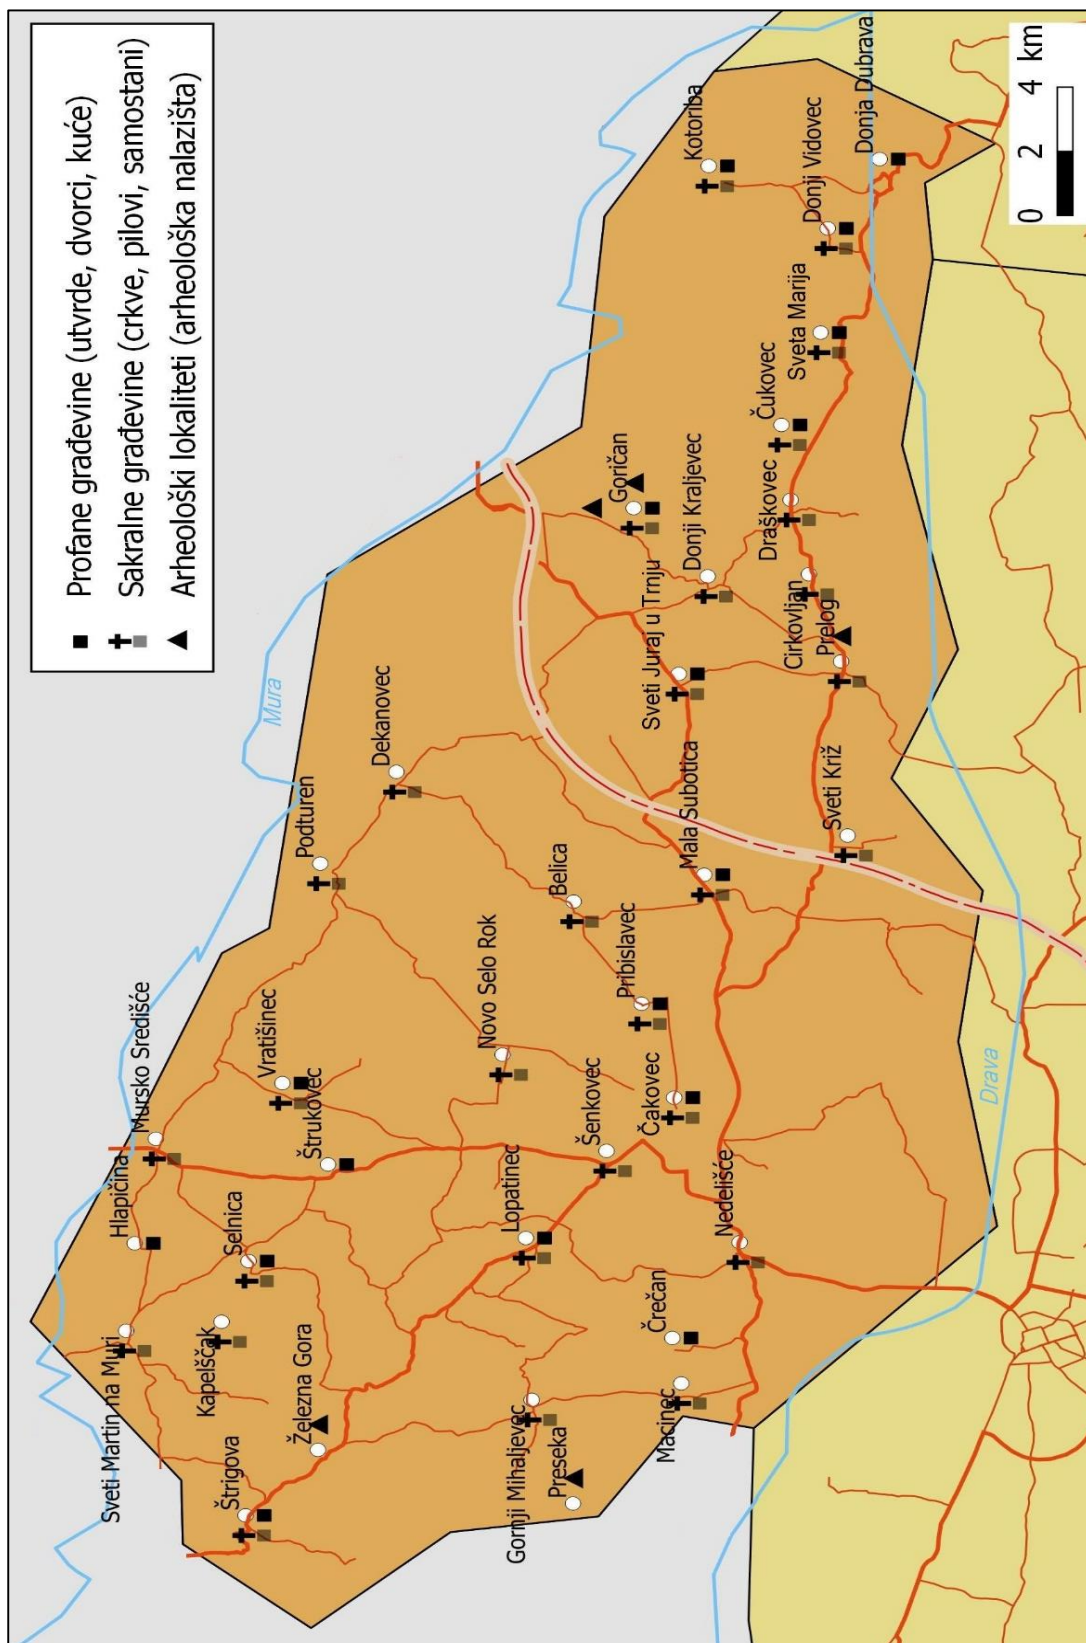 Profane građevine (utvrde, dvorci, kuće)
Sakralne građevine (crkve, pilovi, samostani)
Arheološki lokaliteti (arheološka nalazišta)
Mura
Sveti Martin na Muri
Hlapičina
Mursko Središće
Štrigova
Kapelščak
Selnica
Vratišinec
Železna Gora
Štrukovec
Podturen
Dekanovec
Gornji Mihaljevec
Lopatinec
Novo Selo Rok
Preseka
Šenkovec
Belica
Goričan
Macinec
Črečan
Čakovec
Pribislavec
Mala Subotica
Sveti Juraj u Trnju
Donji Kraljevec
Kotoriba
Nedelišće
Sveti Križ
Prelog
Cirkovljan
Draškovec
Čukovec
Sveta Marija
Donji Vidovec
Donja Dubrava
Drava
0 2 4 km